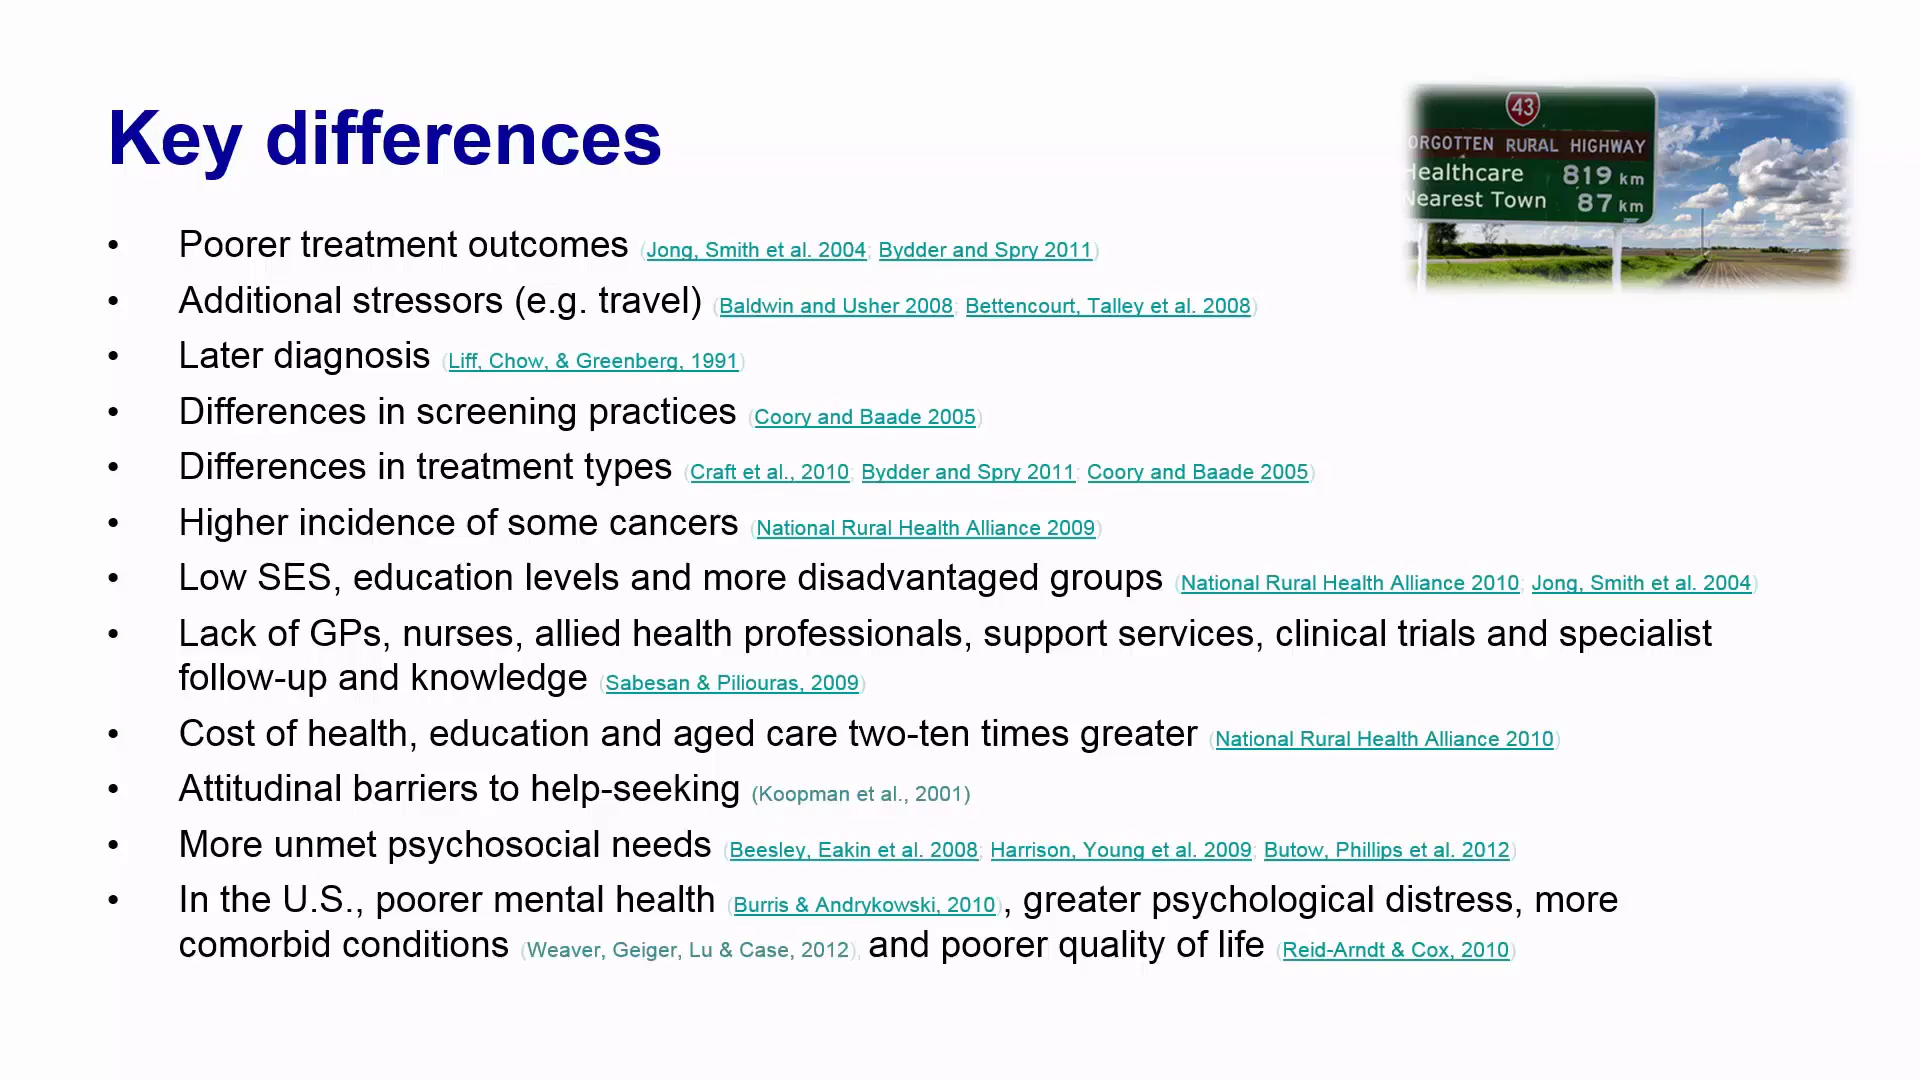 Key differences
43
ORGOTTEN RURAL HIGHWAY
Healthcare 819 km
Nearest Town 87 km
• Poorer treatment outcomes (Jong, Smith et al. 2004; Bydder and Spry 2011)
• Additional stressors (e.g. travel) (Baldwin and Usher 2008; Bettencourt, Talley et al. 2008)
• Later diagnosis (Liff, Chow, & Greenberg, 1991)
• Differences in screening practices (Coory and Baade 2005)
• Differences in treatment types (Craft et al., 2010; Bydder and Spry 2011; Coory and Baade 2005)
• Higher incidence of some cancers (National Rural Health Alliance 2009)
• Low SES, education levels and more disadvantaged groups (National Rural Health Alliance 2010; Jong, Smith et al. 2004)
• Lack of GPs, nurses, allied health professionals, support services, clinical trials and specialist
follow-up and knowledge (Sabesan & Piliouras, 2009)
• Cost of health, education and aged care two-ten times greater (National Rural Health Alliance 2010)
• Attitudinal barriers to help-seeking (Koopman et al., 2001)
• More unmet psychosocial needs (Beesley, Eakin et al. 2008; Harrison, Young et al. 2009; Butow, Phillips et al. 2012)
• In the U.S., poorer mental health (Burris & Andrykowski, 2010), greater psychological distress, more
comorbid conditions (Weaver, Geiger, Lu & Case, 2012), and poorer quality of life (Reid-Arndt & Cox, 2010)